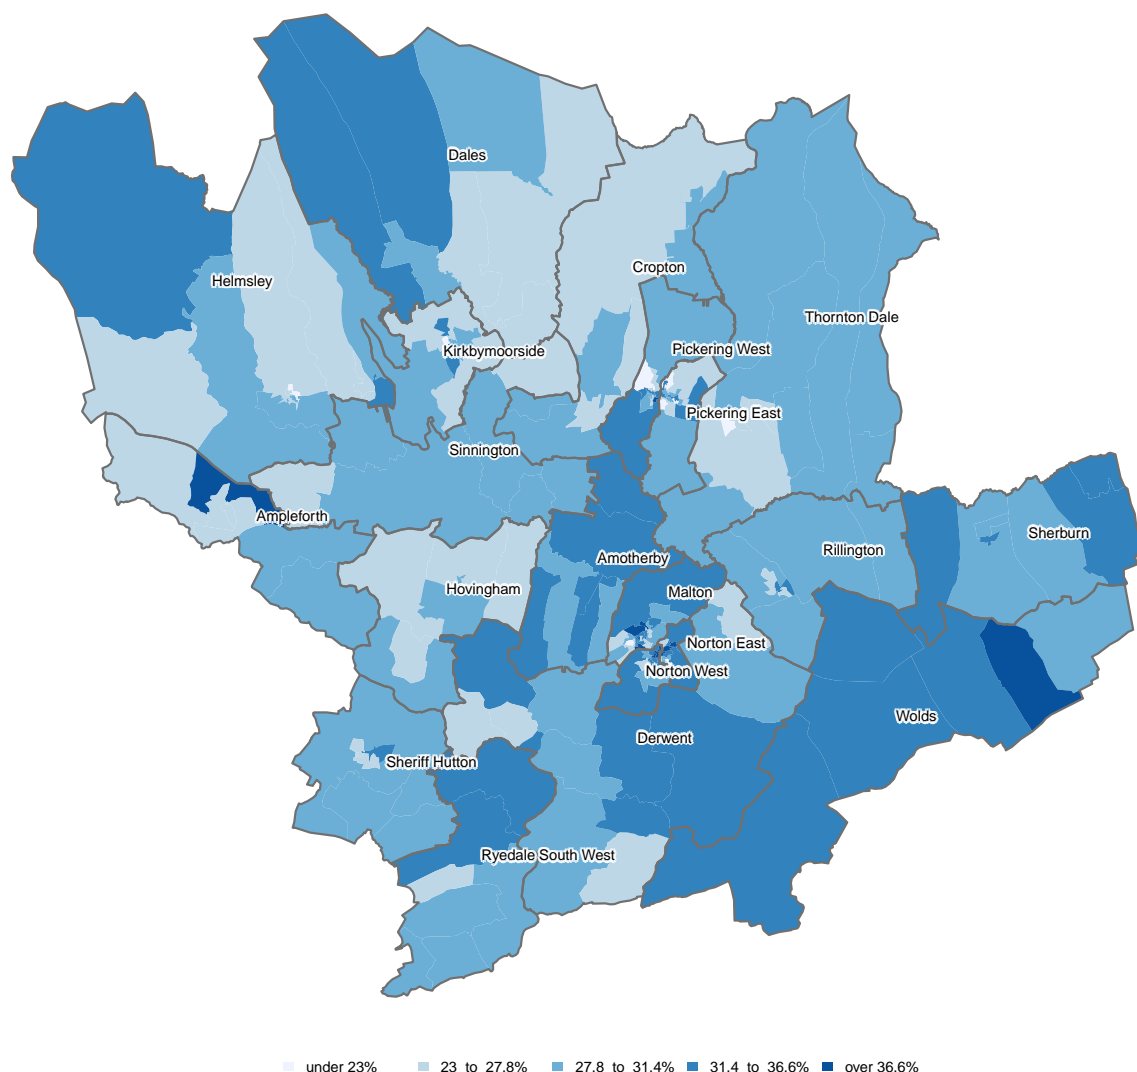 Dales
Cropton
Helmsley
Thornton Dale
Pickering West
Kirkbymoorside
Pickering East
Sinnington
Ampleforth
Sherburn
Rillington
Amotherby
Hovingham
Malton
Norton East
Norton West
Wolds
Derwent
Sheriff Hutton
Ryedale South West
under 23% 23 to 27.8% 27.8 to 31.4% 31.4 to 36.6% over 36.6%